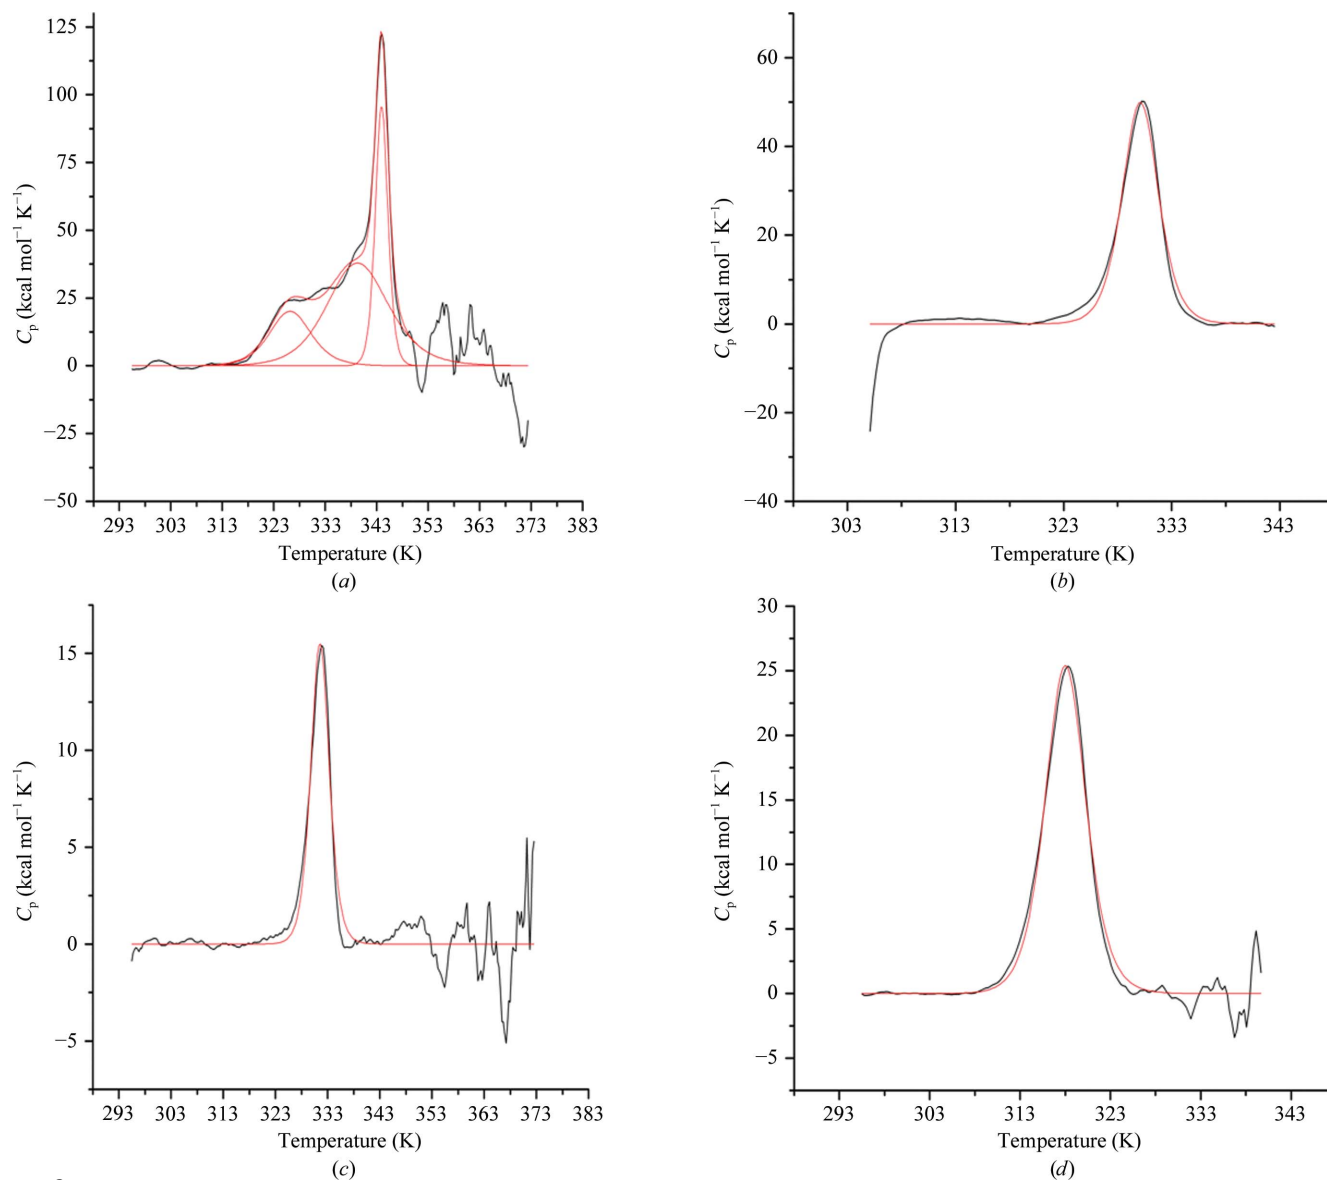 125
100
75
50
25
0
−25
−50
C_p (kcal mol⁻¹ K⁻¹)
293 303 313 323 333 343 353 363 373 383
Temperature (K)
(a)
60
40
20
0
−20
−40
C_p (kcal mol⁻¹ K⁻¹)
303 313 323 333 343
Temperature (K)
(b)
15
10
5
0
−5
C_p (kcal mol⁻¹ K⁻¹)
293 303 313 323 333 343 353 363 373 383
Temperature (K)
(c)
30
25
20
15
10
5
0
−5
C_p (kcal mol⁻¹ K⁻¹)
293 303 313 323 333 343
Temperature (K)
(d)